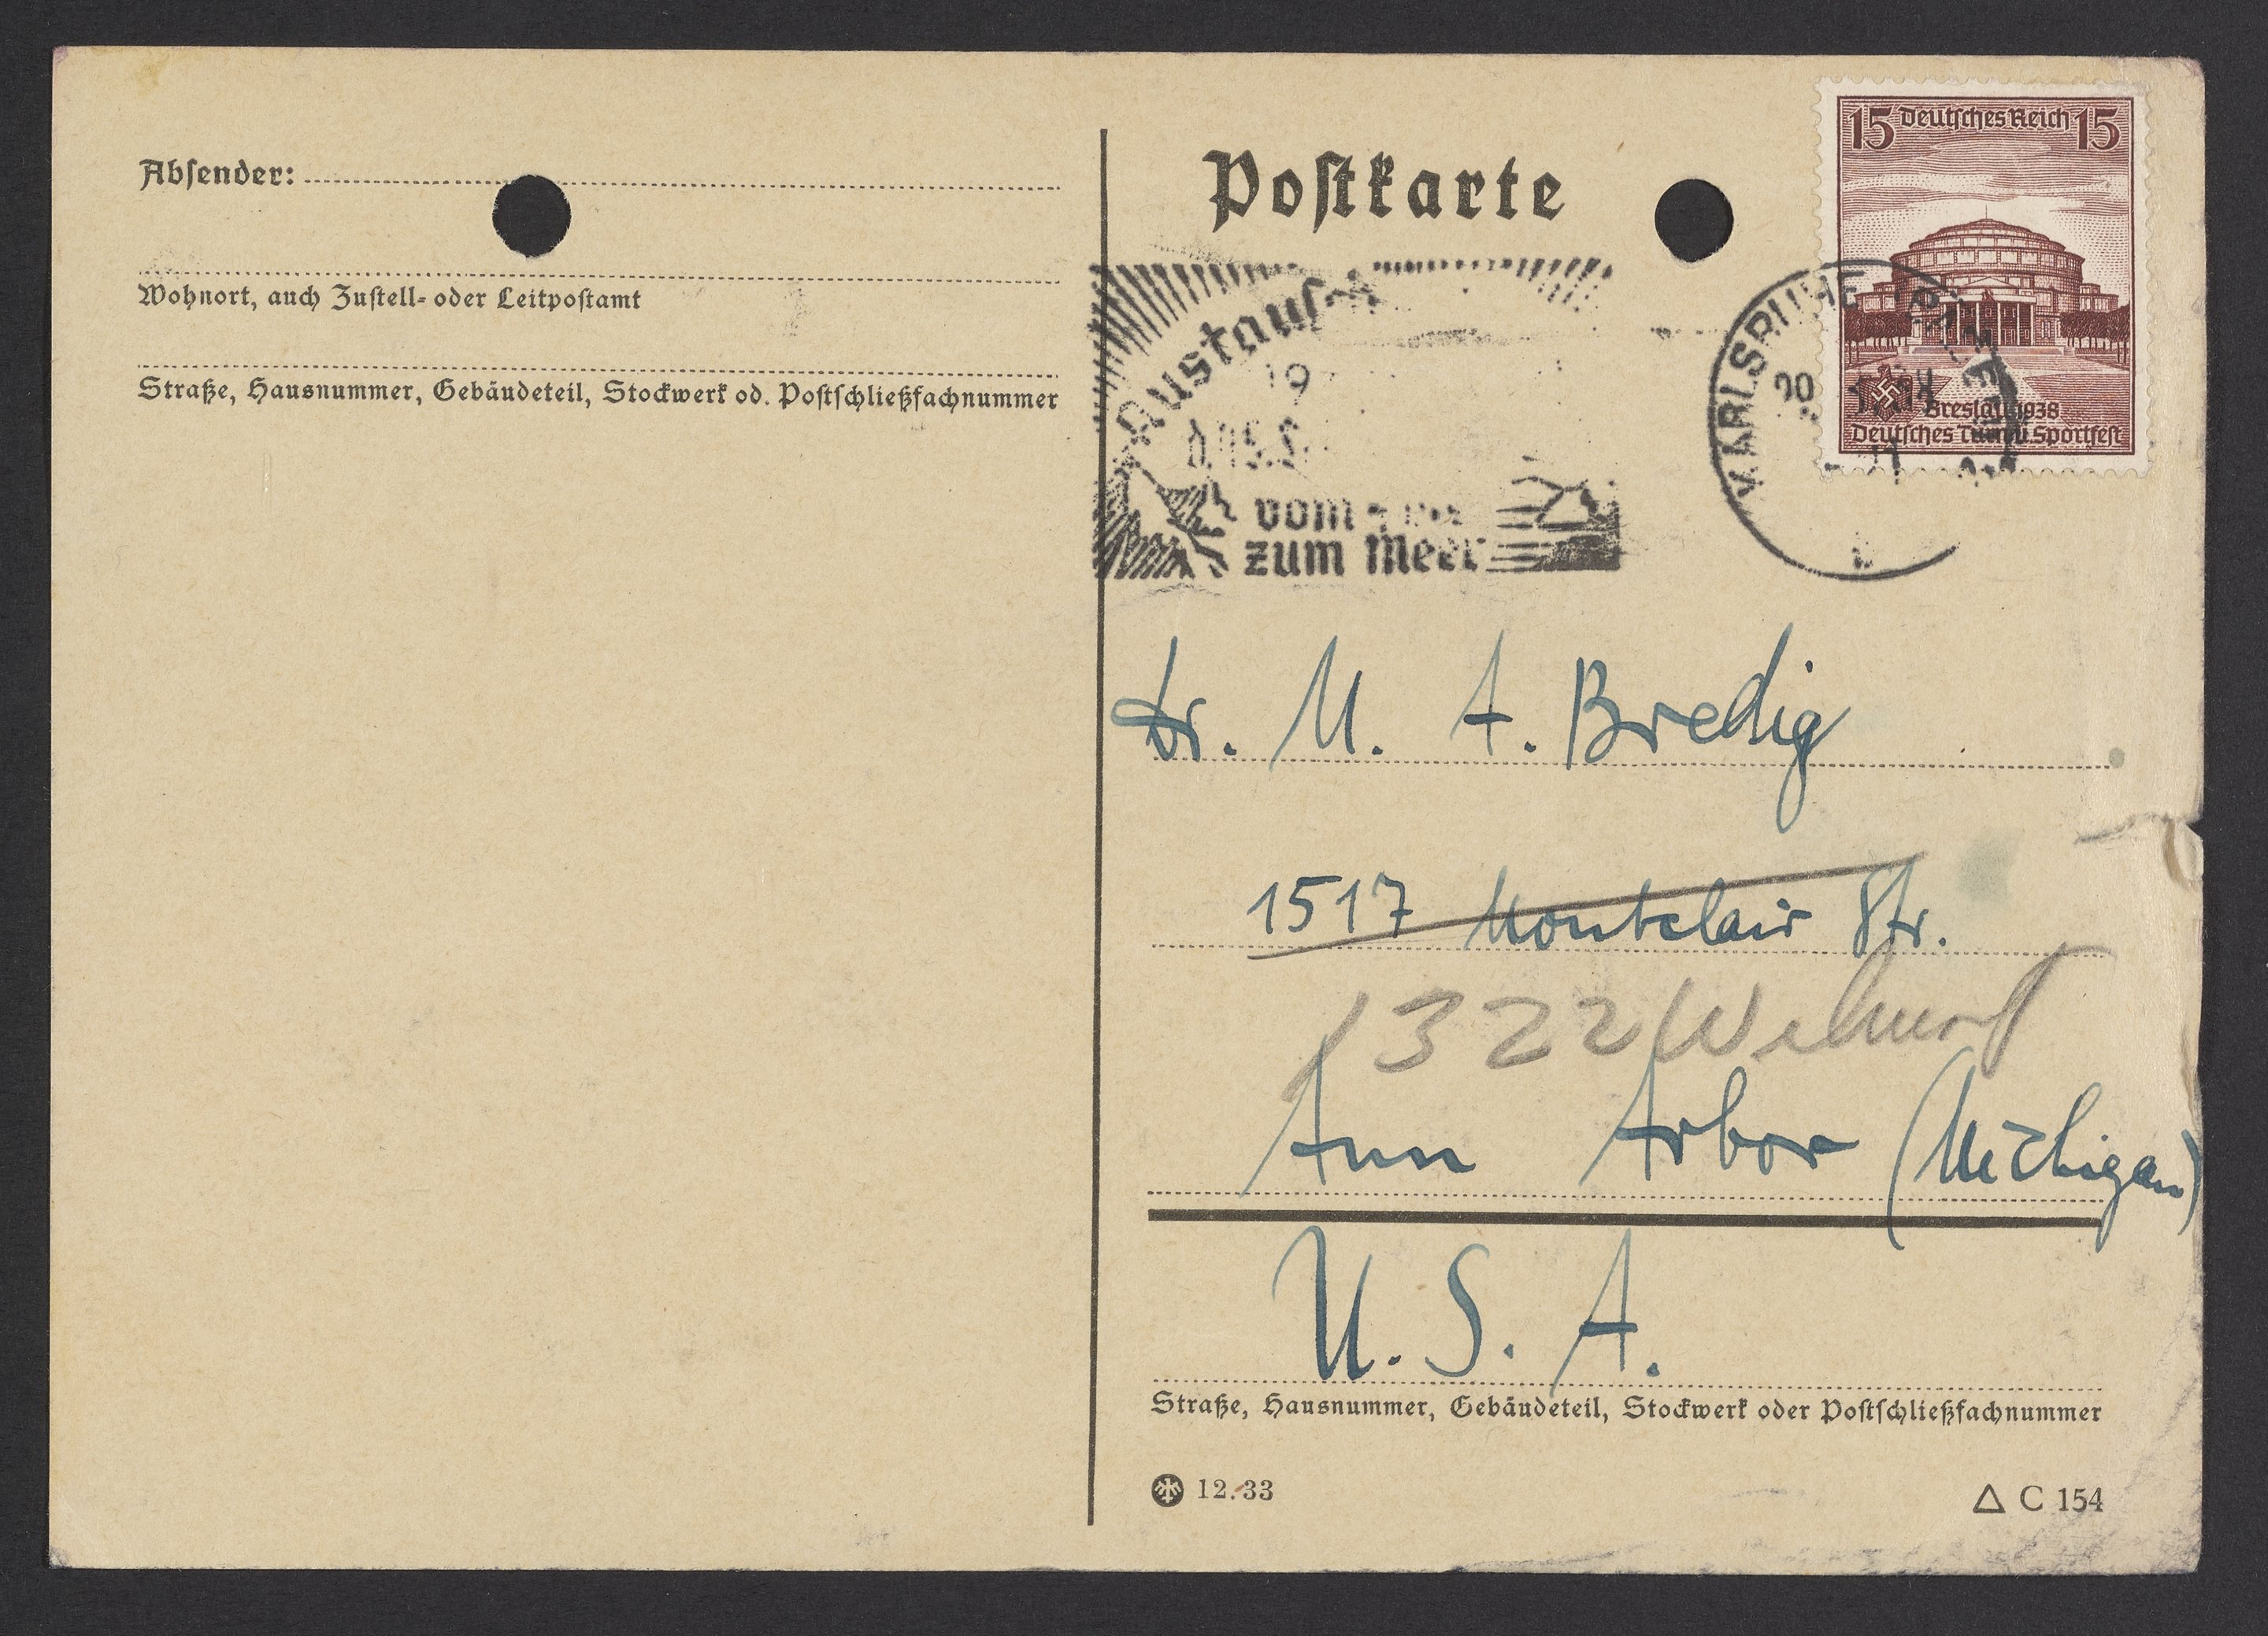 Absender:
Wohnort, auch Zustell- oder Leitpostamt
Straße, Hausnummer, Gebäudeteil, Stockwerk od. Postschließfachnummer
Postkarte
15 Deutsches Reich 15
Breslau 1938
Deutsches Turn u. Sportfest
KARLSRUHE
vom
zum Meer
Dr. M. A. Bredig
1517 Montclair Str.
1322 Wilmot
Ann Arbor (Michigan)
U. S. A.
Straße, Hausnummer, Gebäudeteil, Stockwerk oder Postschließfachnummer
12.33
△ C 154